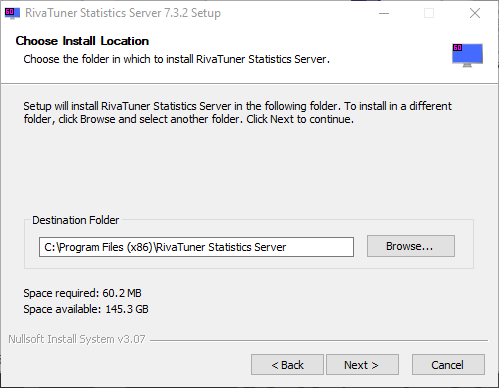 RivaTuner Statistics Server 7.3.2 Setup
Choose Install Location
Choose the folder in which to install RivaTuner Statistics Server.
60
Setup will install RivaTuner Statistics Server in the following folder. To install in a different
folder, click Browse and select another folder. Click Next to continue.
Destination Folder
C:\Program Files (x86)\RivaTuner Statistics Server
Browse...
Space required: 60.2 MB
Space available: 145.3 GB
Nullsoft Install System v3.07
< Back
Next >
Cancel